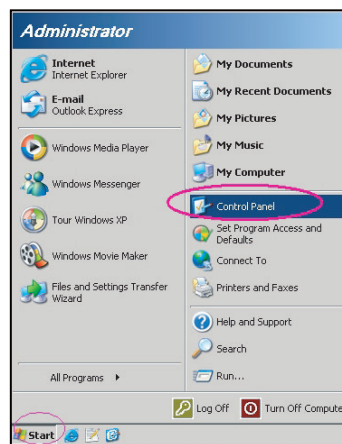 Administrator
Internet
Internet Explorer
E-mail
Outlook Express
Windows Media Player
Windows Messenger
Tour Windows XP
Windows Movie Maker
Files and Settings Transfer
Wizard
All Programs
My Documents
My Recent Documents
My Pictures
My Music
My Computer
Control Panel
Set Program Access and
Defaults
Connect To
Printers and Faxes
Help and Support
Search
Run...
Log Off
Turn Off Compute
Start